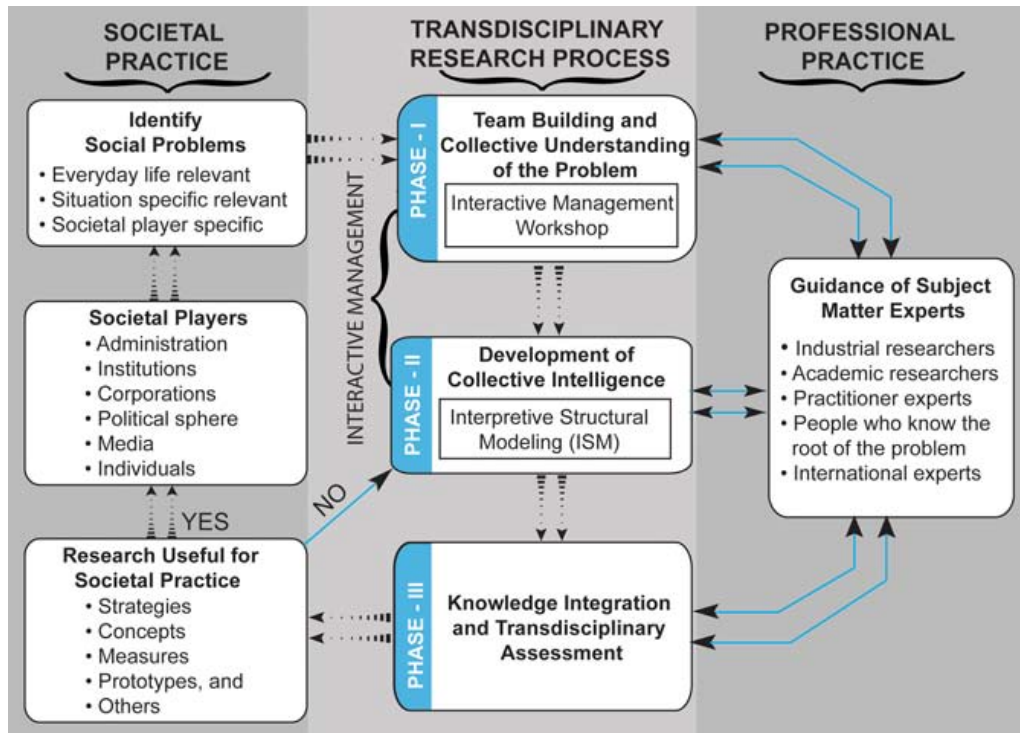 SOCIETAL
PRACTICE
TRANSDISCIPLINARY
RESEARCH PROCESS
PROFESSIONAL
PRACTICE
Identify
Social Problems
• Everyday life relevant
• Situation specific relevant
• Societal player specific
Societal Players
• Administration
• Institutions
• Corporations
• Political sphere
• Media
• Individuals
YES
NO
Research Useful for
Societal Practice
• Strategies
• Concepts
• Measures
• Prototypes, and
• Others
INTERACTIVE MANAGEMENT
PHASE - I
Team Building and
Collective Understanding
of the Problem
Interactive Management
Workshop
PHASE - II
Development of
Collective Intelligence
Interpretive Structural
Modeling (ISM)
PHASE - III
Knowledge Integration
and Transdisciplinary
Assessment
Guidance of Subject
Matter Experts
• Industrial researchers
• Academic researchers
• Practitioner experts
• People who know the
root of the problem
• International experts